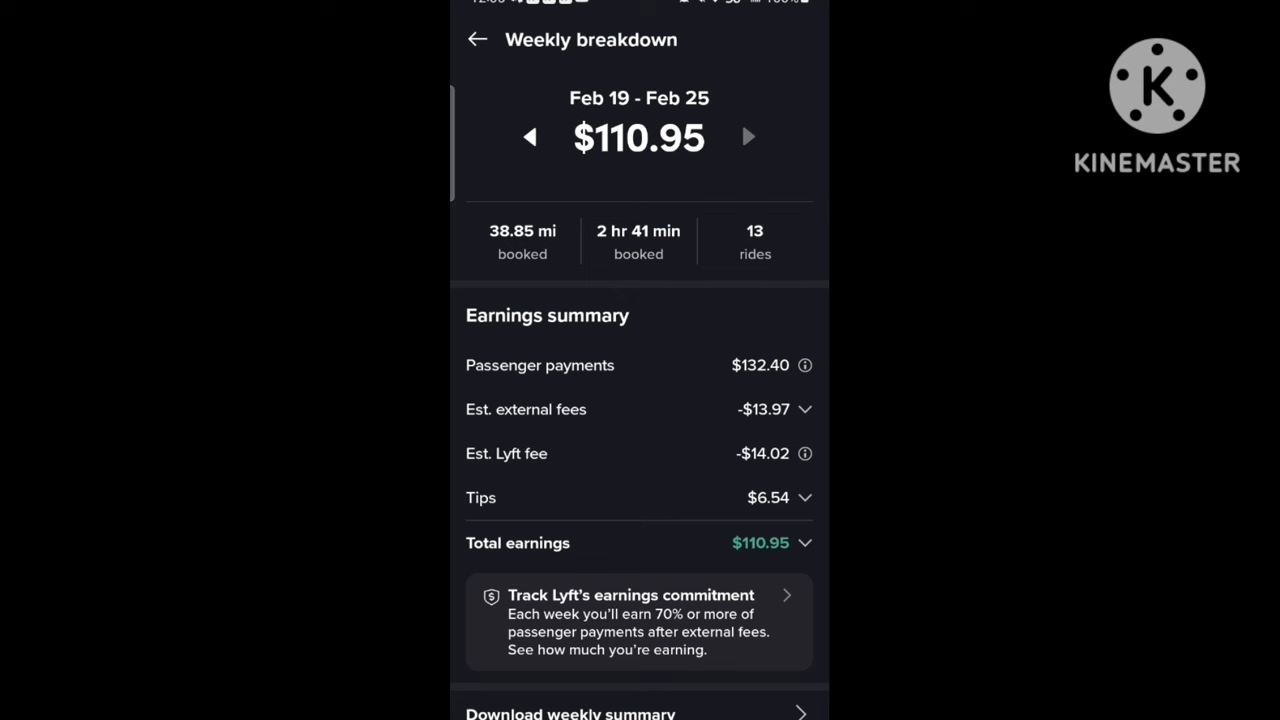 Weekly breakdown
Feb 19 - Feb 25
$110.95
38.85 mi 2 hr 41 min 13
booked booked rides
Earnings summary
Passenger payments $132.40
Est. external fees -$13.97
Est. Lyft fee -$14.02
Tips $6.54
Total earnings $110.95
Track Lyft's earnings commitment
Each week you'll earn 70% or more of
passenger payments after external fees.
See how much you're earning.
Download weekly summary
K
KINEMASTER